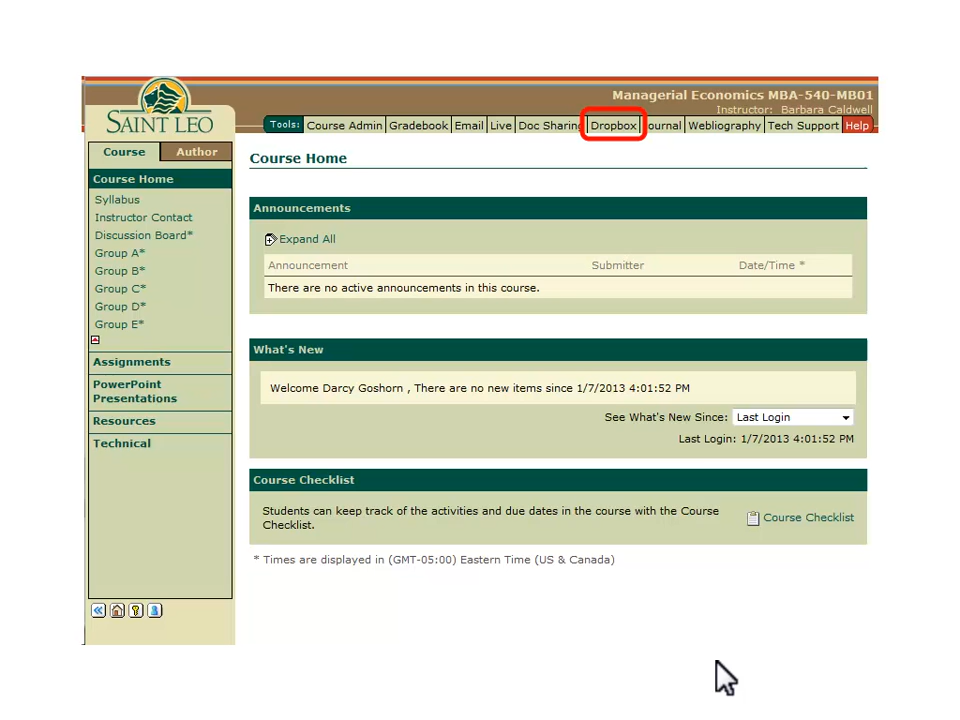 Managerial Economics MBA-540-MB01
Instructor: Barbara Caldwell
SAINT LEO
Tools: Course Admin Gradebook Email Live Doc Sharing Dropbox Journal Webliography Tech Support Help
Course Author
Course Home
Syllabus
Instructor Contact
Discussion Board*
Group A*
Group B*
Group C*
Group D*
Group E*
Assignments
PowerPoint
Presentations
Resources
Technical
Course Home
Announcements
Expand All
Announcement Submitter Date/Time *
There are no active announcements in this course.
What's New
Welcome Darcy Goshorn , There are no new items since 1/7/2013 4:01:52 PM
See What's New Since: Last Login
Last Login: 1/7/2013 4:01:52 PM
Course Checklist
Students can keep track of the activities and due dates in the course with the Course
Checklist.
Course Checklist
* Times are displayed in (GMT-05:00) Eastern Time (US & Canada)